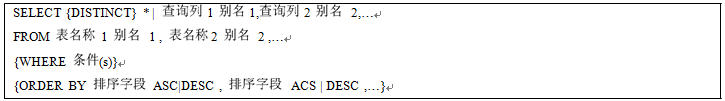 SELECT {DISTINCT} *| 查询列 1 别名 1,查询列 2 别名 2,…
FROM 表名称 1 别名 1 , 表名称 2 别名 2 ,…
{WHERE 条件(s)}
{ORDER BY 排序字段 ASC|DESC , 排序字段 ACS | DESC ,…}